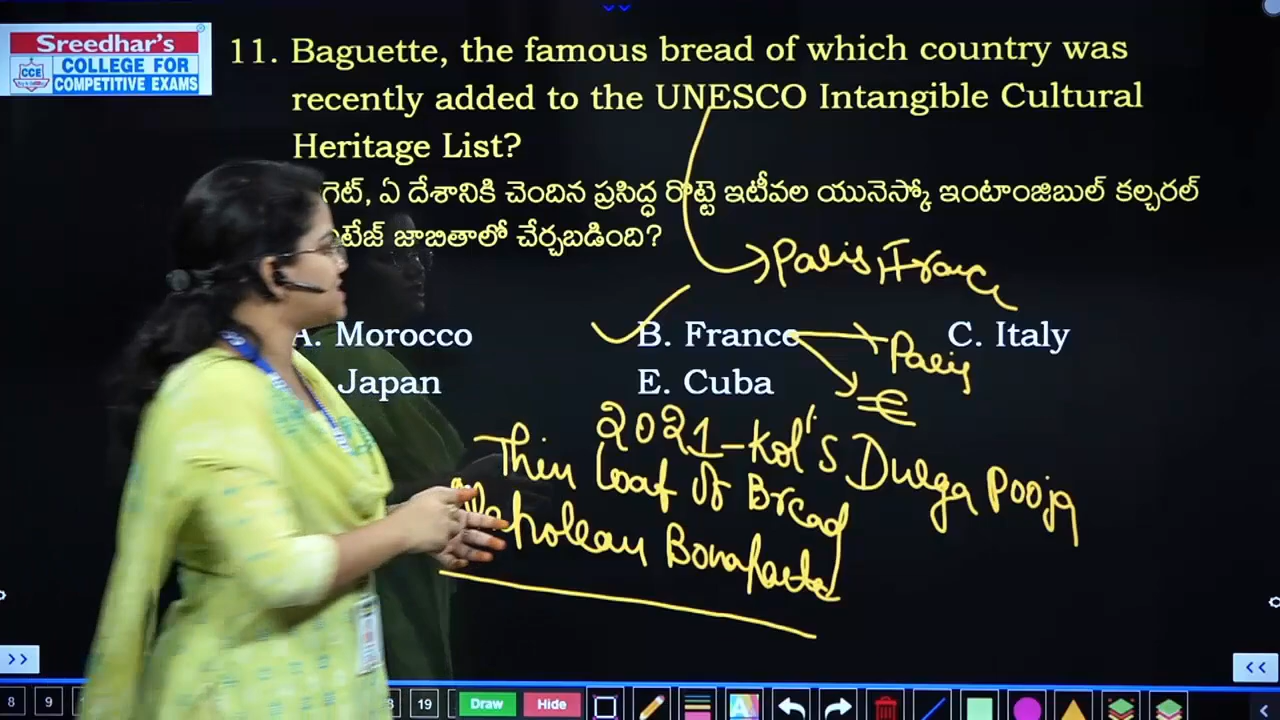 Sreedhar's
CCE
COLLEGE FOR
COMPETITIVE EXAMS
11. Baguette, the famous bread of which country was
recently added to the UNESCO Intangible Cultural
Heritage List?
గెట్, ఏ దేశానికి చెందిన ప్రసిద్ధ రొట్టె ఇటీవల యునెస్కో ఇంటాంజిబుల్ కల్చరల్
టేజ్ జాబితాలో చేర్చబడింది?
Paris, France
A. Morocco
B. France
C. Italy
Paris
Japan
E. Cuba
€
2021-Kol's Durga Pooja
Thin Loaf of Bread
Napolean Bonaparte
>>
<<
8 9 19 Draw Hide